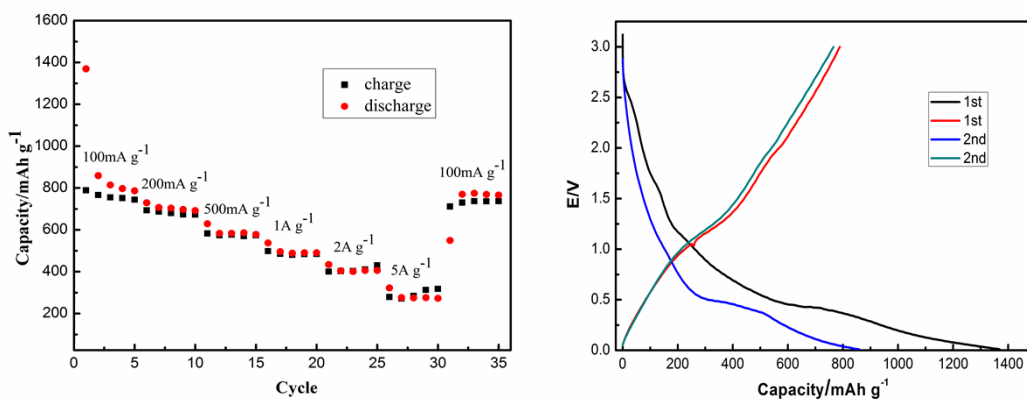 1600
1400
1200
1000
800
600
400
200
0 5 10 15 20 25 30 35
Capacity/mAh g-1
Cycle
charge
discharge
100mA g-1
200mA g-1
500mA g-1
1A g-1
2A g-1
5A g-1
100mA g-1
3.0
2.5
2.0
1.5
1.0
0.5
0.0
0 200 400 600 800 1000 1200 1400
E/V
Capacity/mAh g-1
1st
1st
2nd
2nd